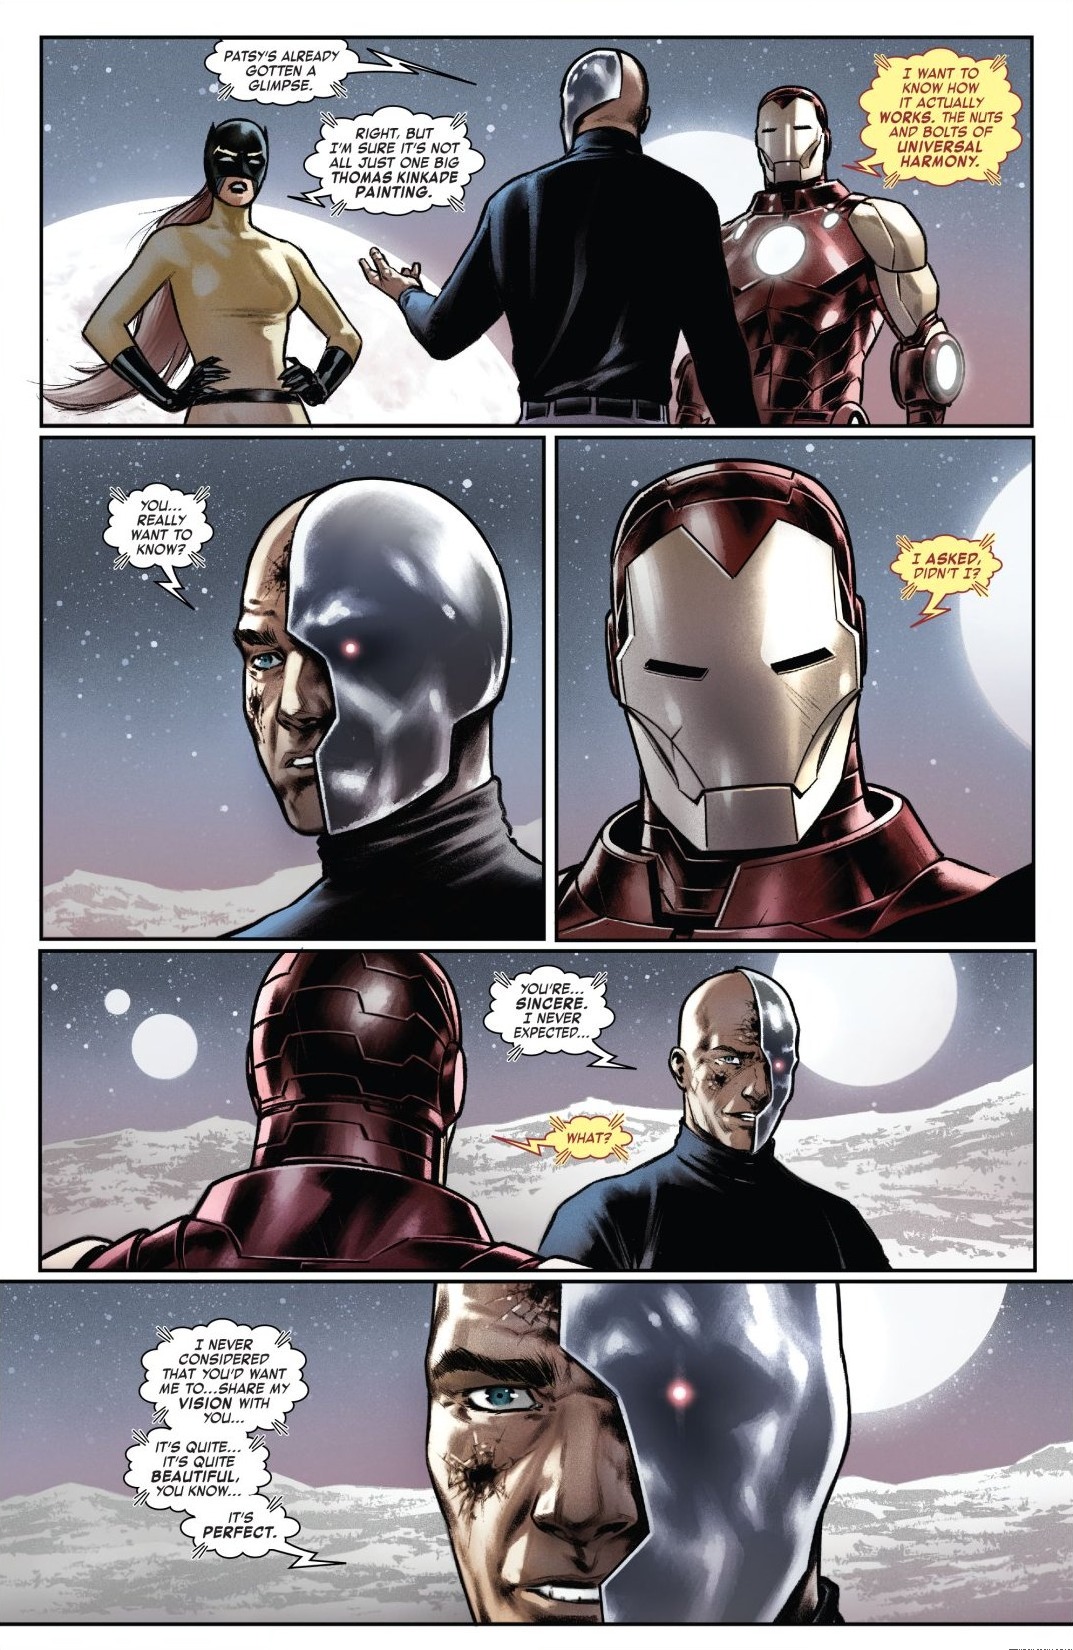 PATSY'S ALREADY
GOTTEN A
GLIMPSE.
RIGHT, BUT
I'M SURE IT'S NOT
ALL JUST ONE BIG
THOMAS KINKADE
PAINTING.
I WANT TO
KNOW HOW
IT ACTUALLY
WORKS. THE NUTS
AND BOLTS OF
UNIVERSAL
HARMONY.
YOU...
REALLY
WANT TO
KNOW?
I ASKED,
DIDN'T I?
YOU'RE...
SINCERE.
I NEVER
EXPECTED...
WHAT?
I NEVER
CONSIDERED
THAT YOU'D WANT
ME TO...SHARE MY
VISION WITH
YOU...
IT'S QUITE...
IT'S QUITE
BEAUTIFUL,
YOU KNOW...
IT'S
PERFECT.